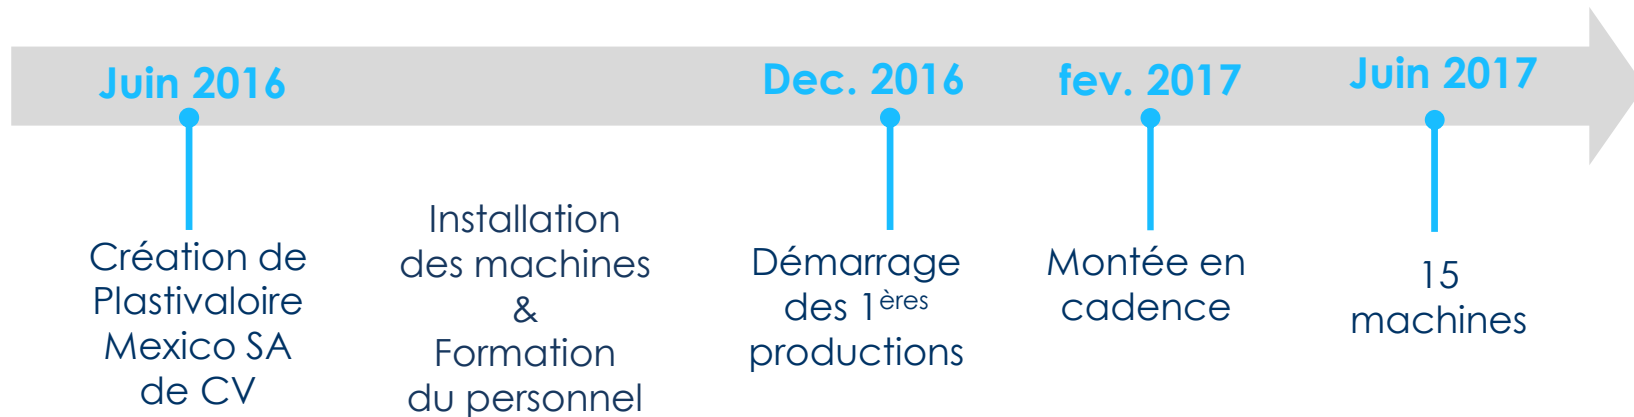 Juin 2016
Dec. 2016
fev. 2017
Juin 2017
Création de
Plastivaloire
Mexico SA
de CV
Installation
des machines
&
Formation
du personnel
Démarrage
des 1ères
productions
Montée en
cadence
15
machines